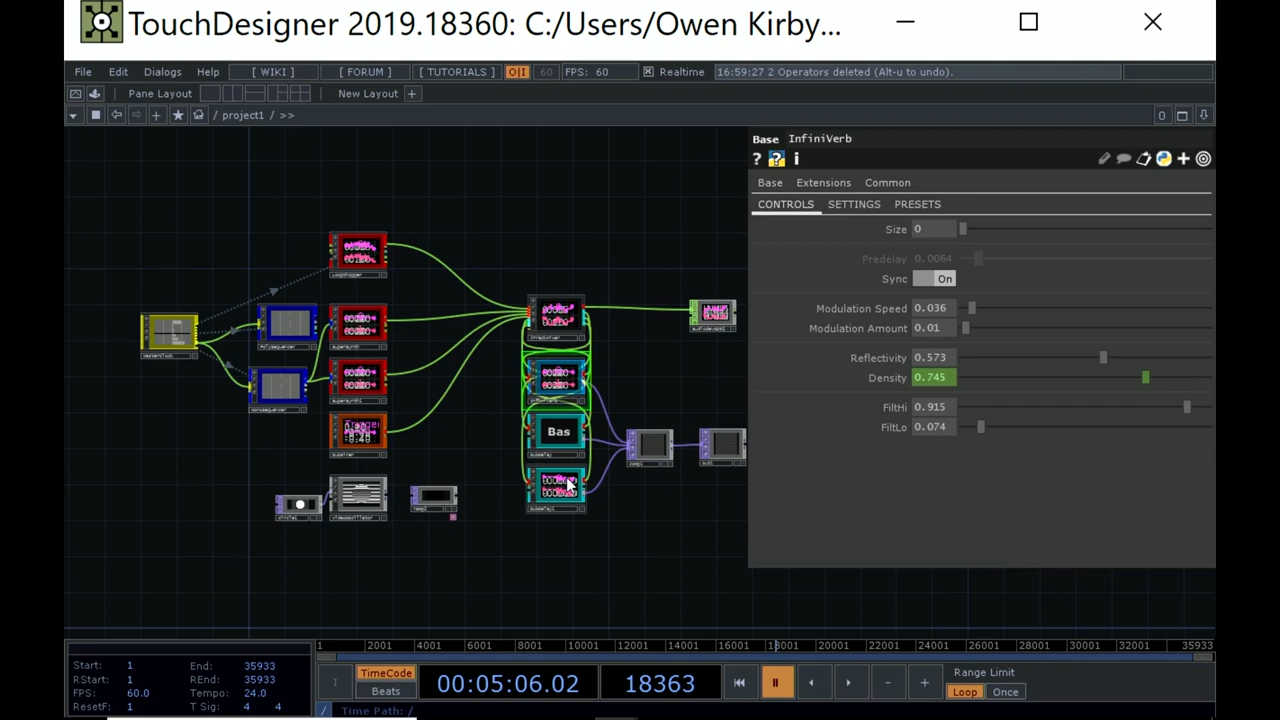 TouchDesigner 2019.18360: C:/Users/Owen Kirby...
File Edit Dialogs Help [ WIKI ] [ FORUM ] [ TUTORIALS ] O|I 60 FPS: 60 Realtime 16:59:27 2 Operators deleted (Alt-u to undo).
Pane Layout New Layout +
/ project1 / >> 0
Base InfiniVerb
? ? i
Base Extensions Common
CONTROLS SETTINGS PRESETS
Size 0
Predelay 0.0064
Sync On
Modulation Speed 0.036
Modulation Amount 0.01
Reflectivity 0.573
Density 0.745
FiltHi 0.915
FiltLo 0.074
Bas
1 2001 4001 6001 8001 10001 12001 14001 16001 18001 20001 22001 24001 26001 28001 30001 32001 35933
Start: 1 End: 35933
RStart: 1 REnd: 35933
FPS: 60.0 Tempo: 24.0
ResetF: 1 T Sig: 4 4
TimeCode
Beats
00:05:06.02 18363
Range Limit
Loop Once
/ Time Path: /